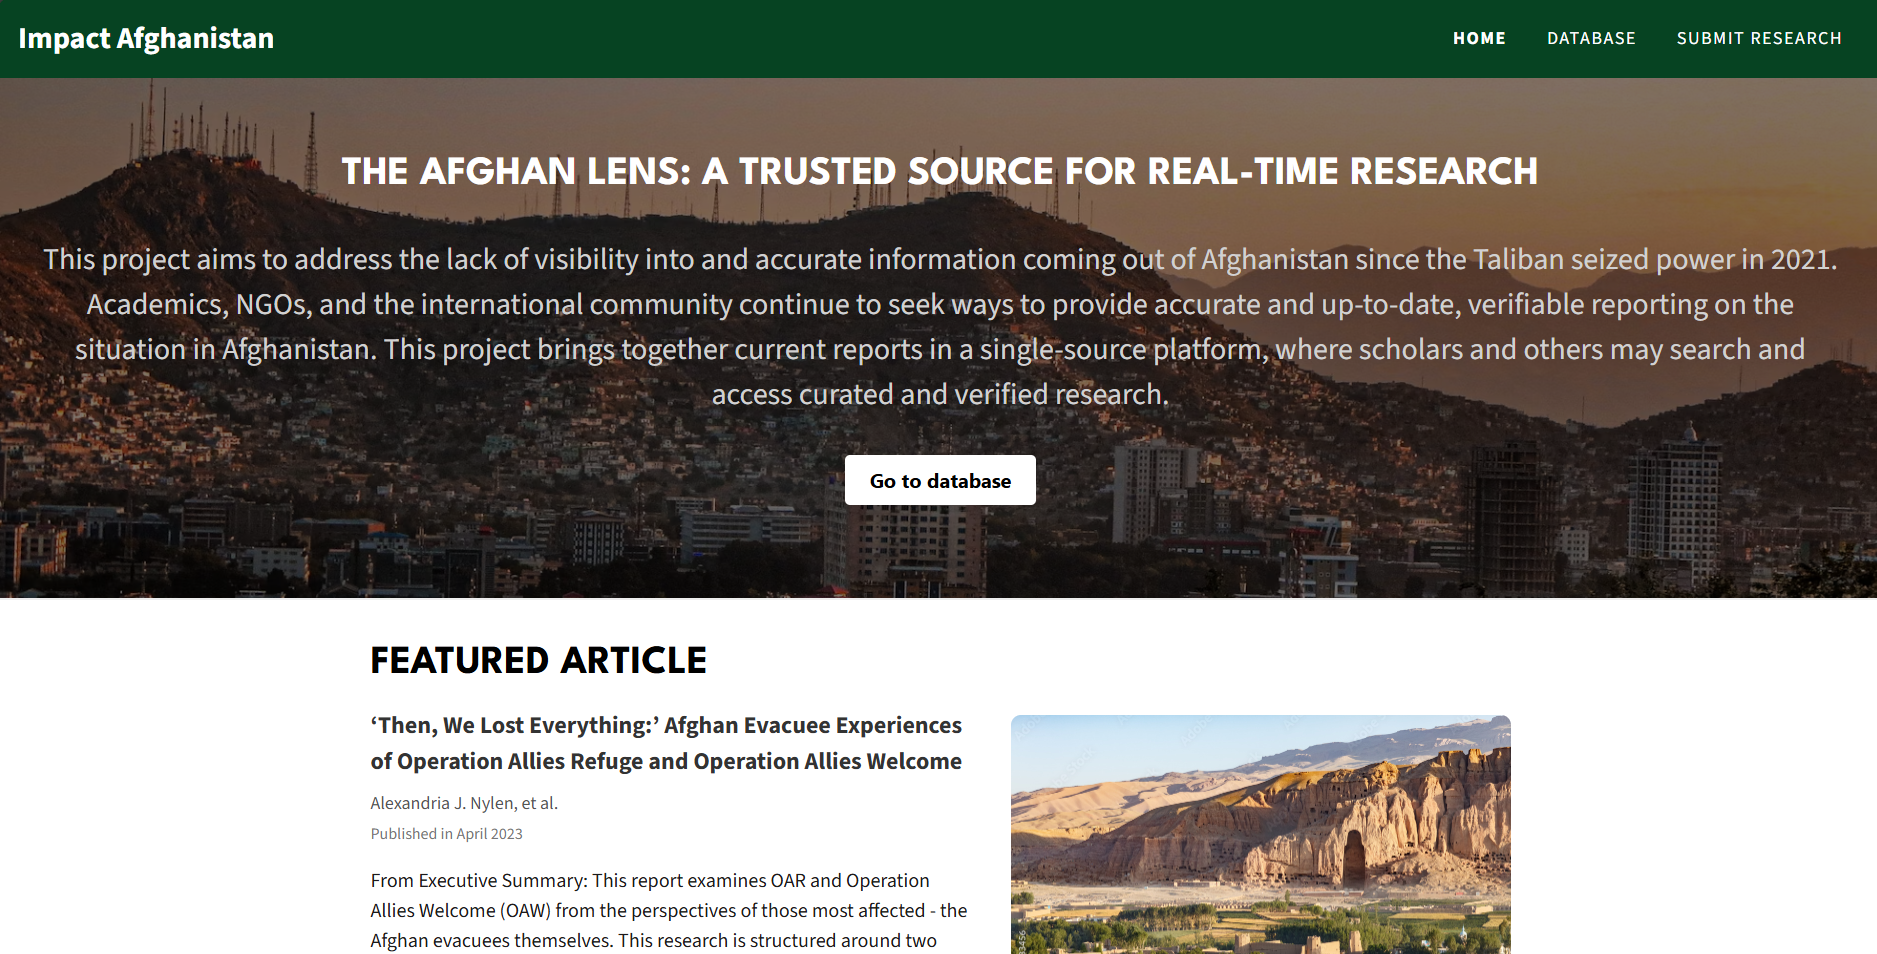 Impact Afghanistan
HOME
DATABASE
SUBMIT RESEARCH
THE AFGHAN LENS: A TRUSTED SOURCE FOR REAL-TIME RESEARCH
This project aims to address the lack of visibility into and accurate information coming out of Afghanistan since the Taliban seized power in 2021.
Academics, NGOs, and the international community continue to seek ways to provide accurate and up-to-date, verifiable reporting on the
situation in Afghanistan. This project brings together current reports in a single-source platform, where scholars and others may search and
access curated and verified research.
Go to database
FEATURED ARTICLE
‘Then, We Lost Everything:’ Afghan Evacuee Experiences
of Operation Allies Refuge and Operation Allies Welcome
Alexandria J. Nylen, et al.
Published in April 2023
From Executive Summary: This report examines OAR and Operation
Allies Welcome (OAW) from the perspectives of those most affected - the
Afghan evacuees themselves. This research is structured around two